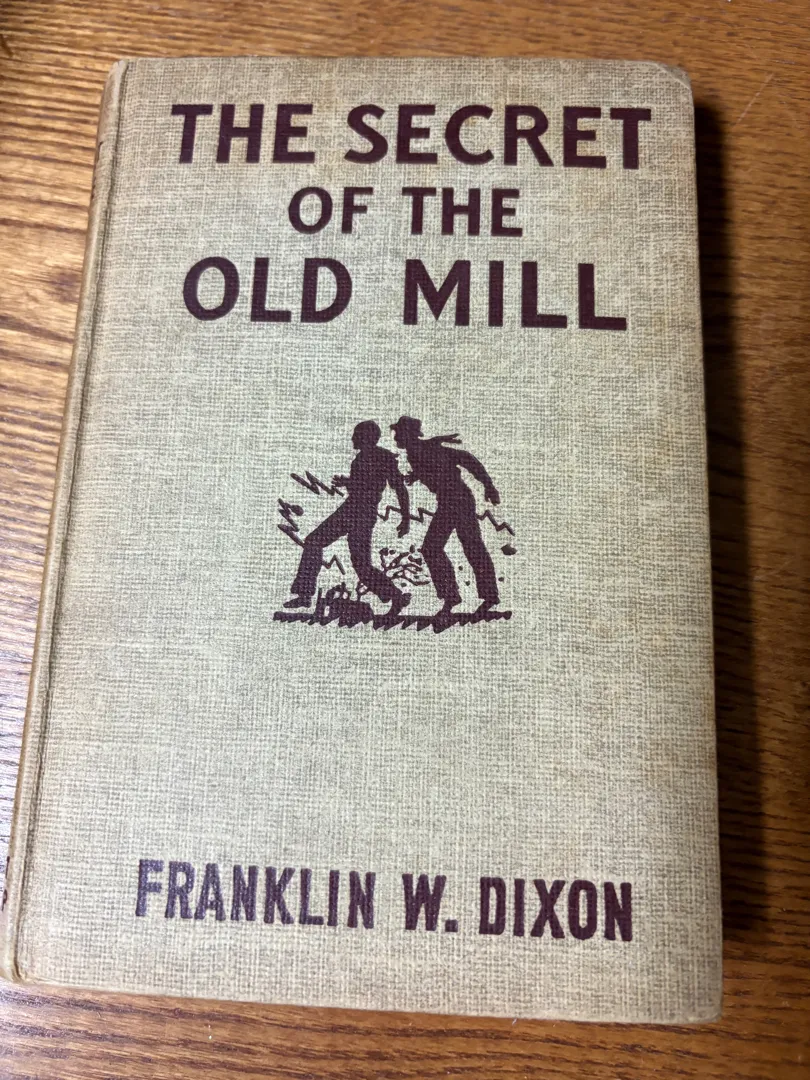 THE SECRET
OF THE
OLD MILL
FRANKLIN W. DIXON